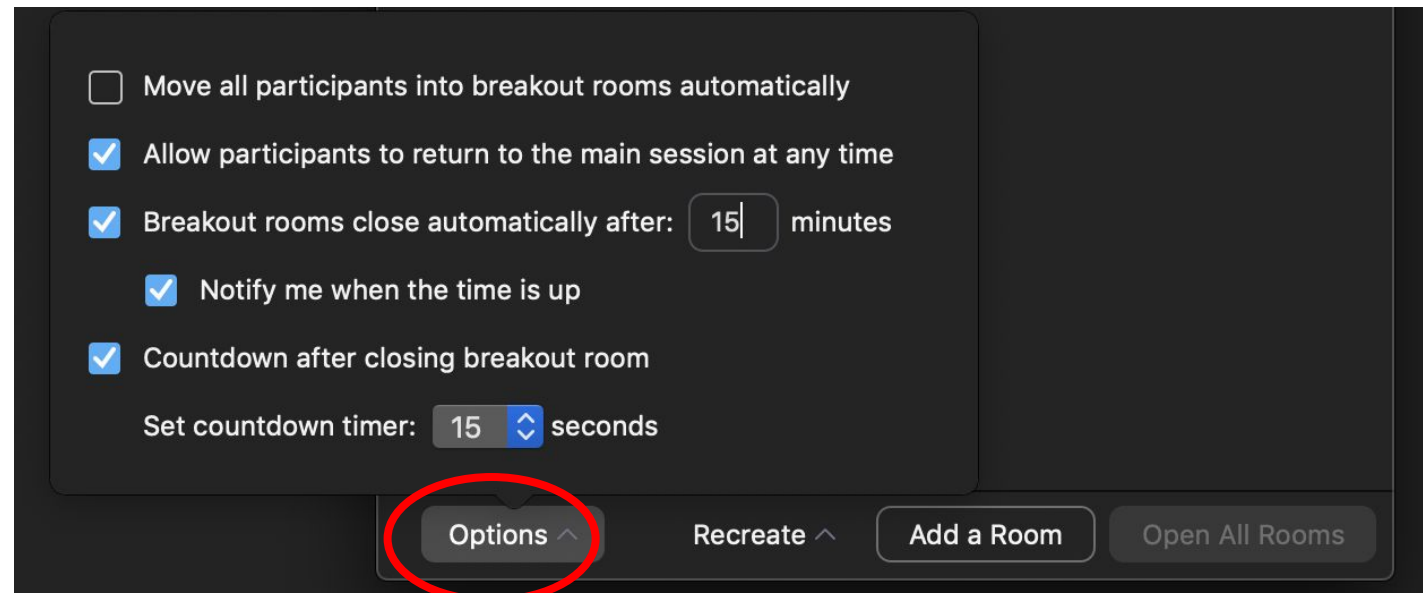 Move all participants into breakout rooms automatically
Allow participants to return to the main session at any time
Breakout rooms close automatically after: 15 minutes
Notify me when the time is up
Countdown after closing breakout room
Set countdown timer: 15 seconds
Options Recreate Add a Room Open All Rooms